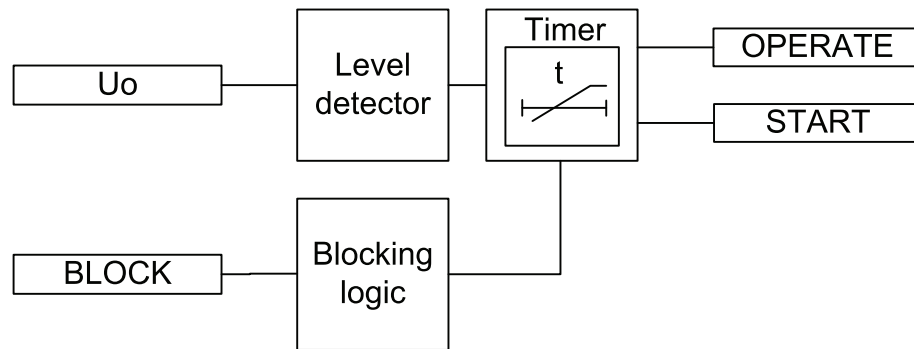 Uo
Level
detector
Timer
t
OPERATE
START
BLOCK
Blocking
logic